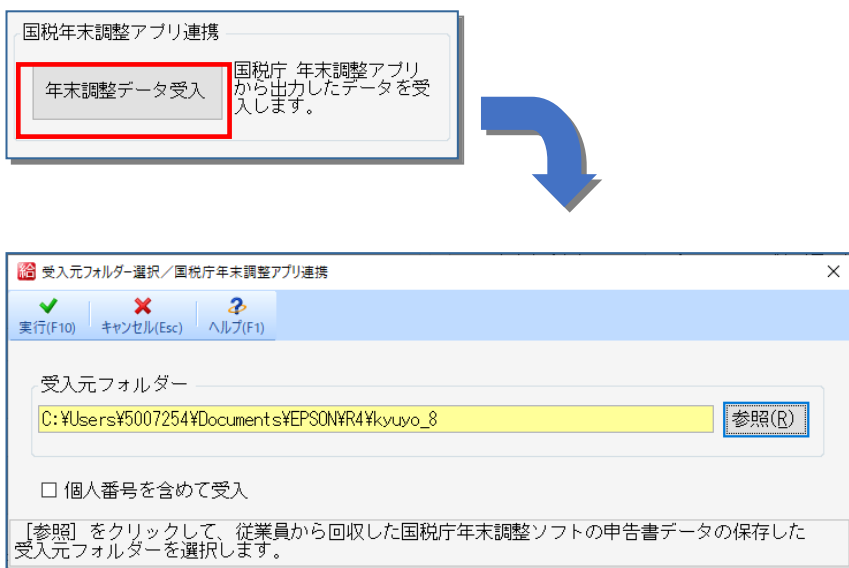 国税年末調整アプリ連携
年末調整データ受入
国税庁 年末調整アプリ
から出力したデータを受
入します。
給 受入元フォルダー選択／国税庁年末調整アプリ連携
実行(F10) キャンセル(Esc) ヘルプ(F1)
受入元フォルダー
C:¥Users¥5007254¥Documents¥EPSON¥R4¥kyuyo_8
参照(R)
個人番号を含めて受入
［参照］をクリックして、従業員から回収した国税庁年末調整ソフトの申告書データの保存した
受入元フォルダーを選択します。